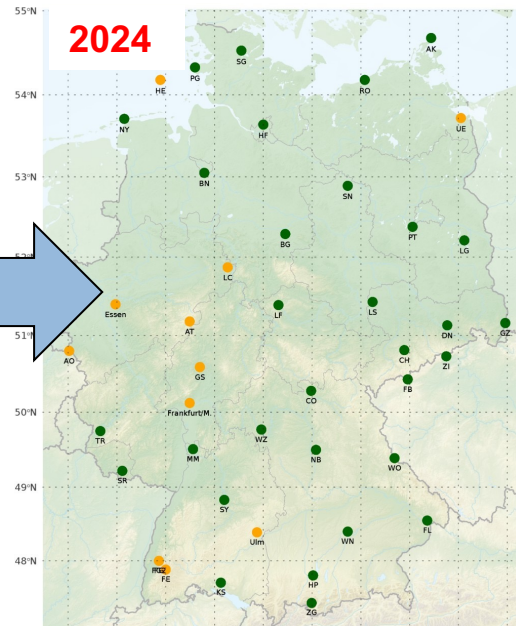 55°N
2024
AK
SG
PG
54°N
HE
RO
NY
HF
UE
53°N
BN
SN
PT
BG
LG
52°N
LC
Essen
LF
LS
AT
DN
GZ
51°N
AO
CH
ZI
GS
FB
CO
50°N
Frankfurt/M.
TR
WZ
MM
NB
WO
SR
49°N
SY
FL
Ulm
WN
48°N
FE
KS
HP
ZG